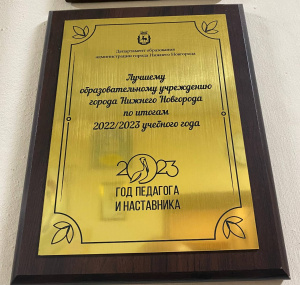 Департамент образования
администрации города Нижнего Новгорода
Лучшему
образовательному учреждению
города Нижнего Новгорода
по итогам
2022/2023 учебного года
2023
ГОД ПЕДАГОГА
И НАСТАВНИКА